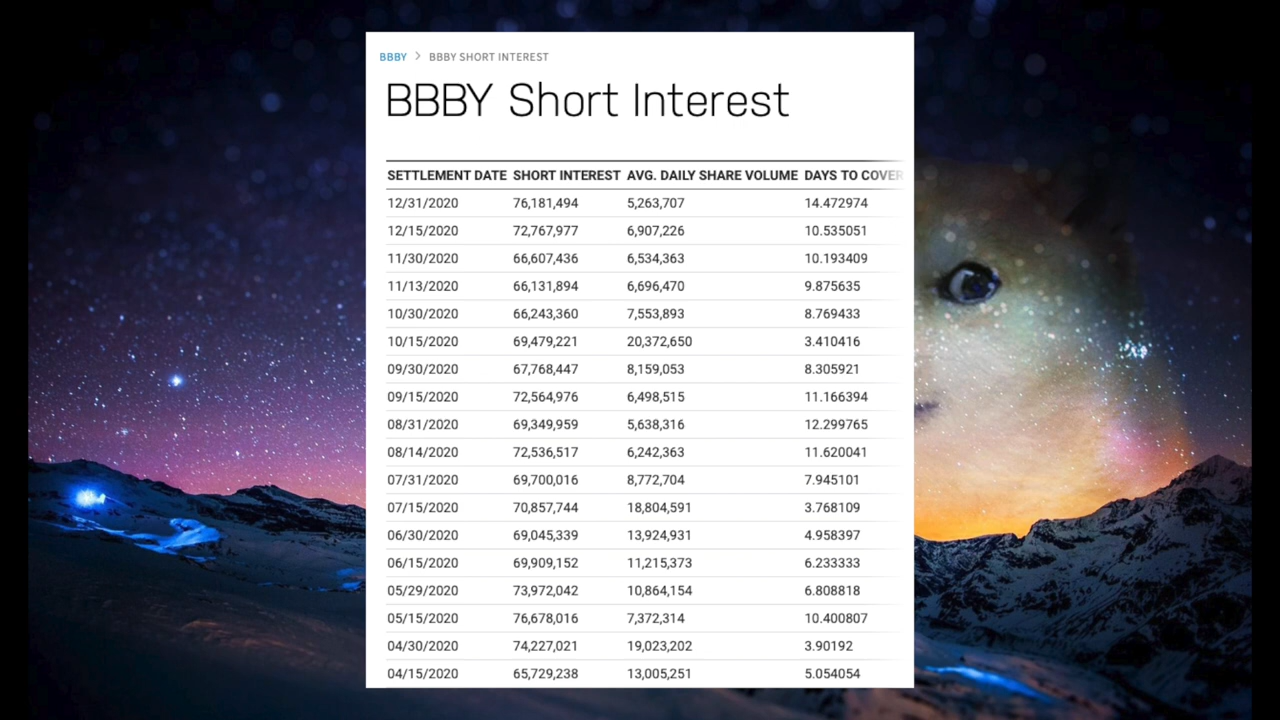 BBBY > BBBY SHORT INTEREST
BBBY Short Interest
SETTLEMENT DATE SHORT INTEREST AVG. DAILY SHARE VOLUME DAYS TO COVER
12/31/2020 76,181,494 5,263,707 14.472974
12/15/2020 72,767,977 6,907,226 10.535051
11/30/2020 66,607,436 6,534,363 10.193409
11/13/2020 66,131,894 6,696,470 9.875635
10/30/2020 66,243,360 7,553,893 8.769433
10/15/2020 69,479,221 20,372,650 3.410416
09/30/2020 67,768,447 8,159,053 8.305921
09/15/2020 72,564,976 6,498,515 11.166394
08/31/2020 69,349,959 5,638,316 12.299765
08/14/2020 72,536,517 6,242,363 11.620041
07/31/2020 69,700,016 8,772,704 7.945101
07/15/2020 70,857,744 18,804,591 3.768109
06/30/2020 69,045,339 13,924,931 4.958397
06/15/2020 69,909,152 11,215,373 6.233333
05/29/2020 73,972,042 10,864,154 6.808818
05/15/2020 76,678,016 7,372,314 10.400807
04/30/2020 74,227,021 19,023,202 3.90192
04/15/2020 65,729,238 13,005,251 5.054054